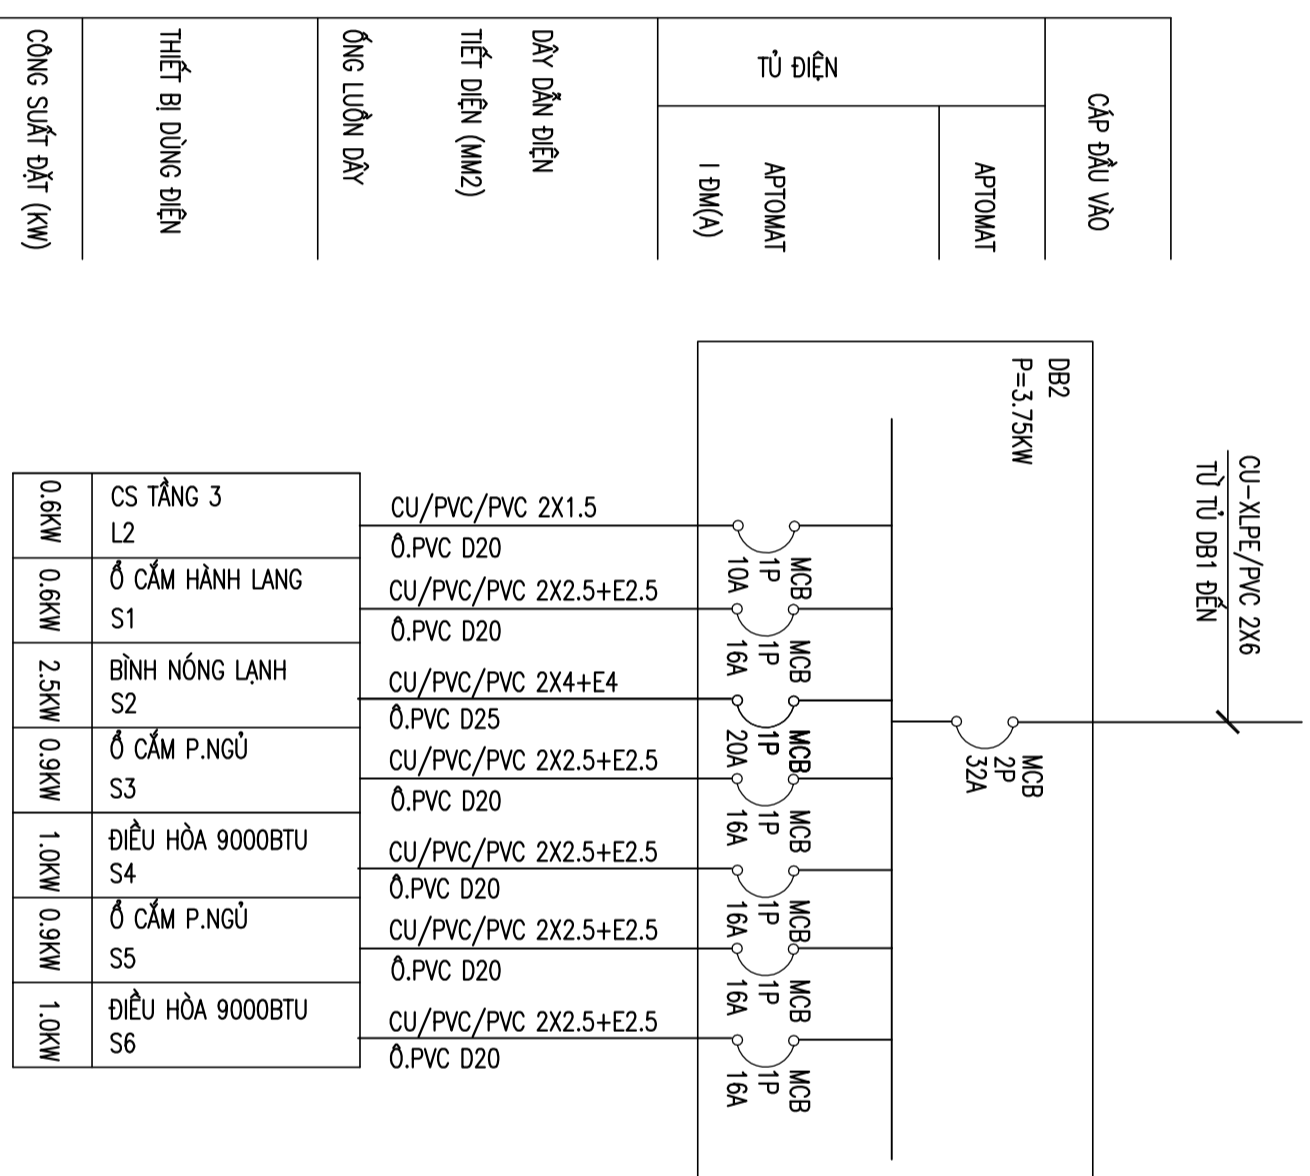 CÁP ĐẦU VÀO
TỦ ĐIỆN
APTOMAT
APTOMAT
I ĐM(A)
DÂY DẪN ĐIỆN
TIẾT DIỆN (MM2)
ỐNG LUỒN DÂY
THIẾT BỊ DÙNG ĐIỆN
CÔNG SUẤT ĐẶT (KW)
CU-XLPE/PVC 2X6
TỪ TỦ DB1 ĐẾN
DB2
P=3.75KW
MCB
2P
32A
0.6KW
CS TẦNG 3
L2
CU/PVC/PVC 2X1.5
Ô.PVC D20
MCB
1P
10A
0.6KW
Ổ CẮM HÀNH LANG
S1
CU/PVC/PVC 2X2.5+E2.5
Ô.PVC D20
MCB
1P
16A
2.5KW
BÌNH NÓNG LẠNH
S2
CU/PVC/PVC 2X4+E4
Ô.PVC D25
MCB
1P
20A
0.9KW
Ổ CẮM P.NGỦ
S3
CU/PVC/PVC 2X2.5+E2.5
Ô.PVC D20
MCB
1P
16A
1.0KW
ĐIỀU HÒA 9000BTU
S4
CU/PVC/PVC 2X2.5+E2.5
Ô.PVC D20
MCB
1P
16A
0.9KW
Ổ CẮM P.NGỦ
S5
CU/PVC/PVC 2X2.5+E2.5
Ô.PVC D20
MCB
1P
16A
1.0KW
ĐIỀU HÒA 9000BTU
S6
CU/PVC/PVC 2X2.5+E2.5
Ô.PVC D20
MCB
1P
16A